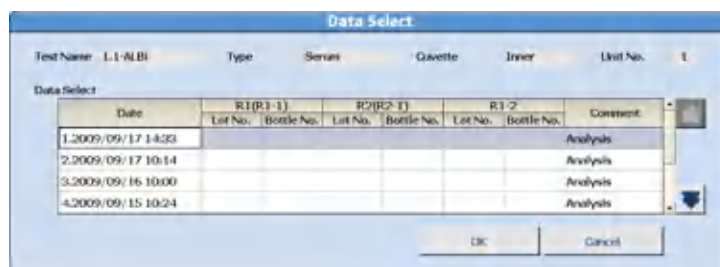 Data Select
Test Name 1.1-ALBI Type Serum Cuvette Inner Unit No. 1
Data Select
Date R1(R1-1) R2(R2-1) R1-2 Comment
Lot No. Bottle No. Lot No. Bottle No. Lot No. Bottle No.
1.2009/09/17 14:33 Analysis
2.2009/09/17 10:14 Analysis
3.2009/09/16 10:00 Analysis
4.2009/09/15 10:24 Analysis
OK Cancel